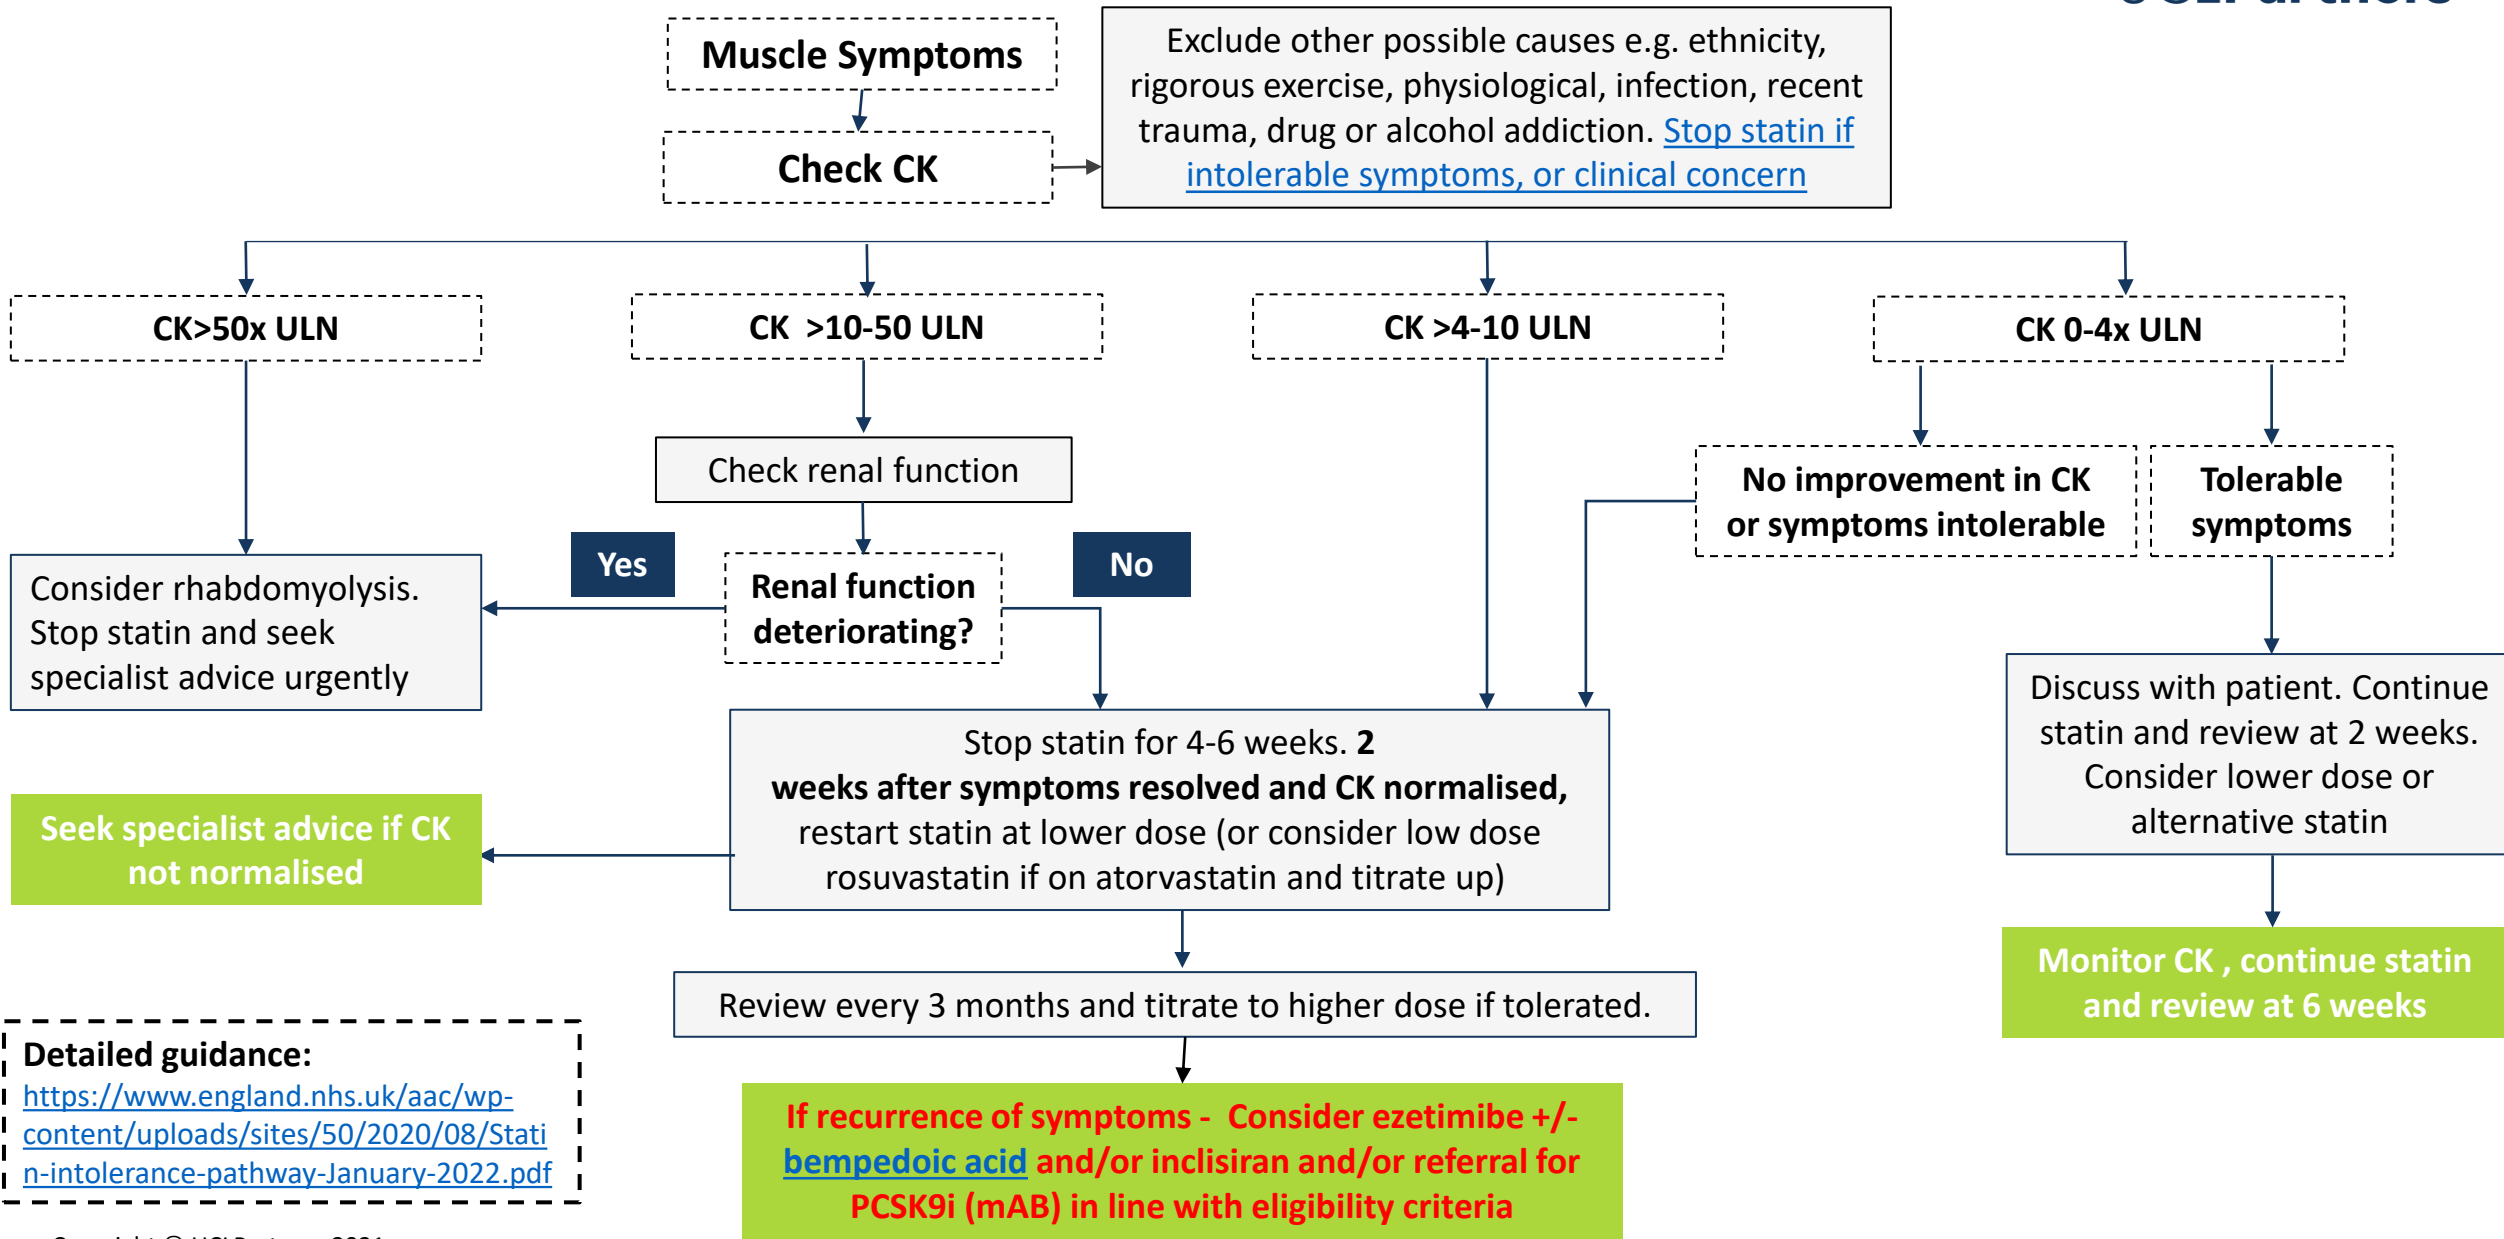 Muscle Symptoms
Exclude other possible causes e.g. ethnicity,
rigorous exercise, physiological, infection, recent
trauma, drug or alcohol addiction. Stop statin if
intolerable symptoms, or clinical concern
Check CK
CK>50x ULN
CK >10-50 ULN
CK >4-10 ULN
CK 0-4x ULN
Check renal function
No improvement in CK
or symptoms intolerable
Tolerable
symptoms
Yes
No
Renal function
deteriorating?
Consider rhabdomyolysis.
Stop statin and seek
specialist advice urgently
Discuss with patient. Continue
statin and review at 2 weeks.
Consider lower dose or
alternative statin
Stop statin for 4-6 weeks. 2
weeks after symptoms resolved and CK normalised,
restart statin at lower dose (or consider low dose
rosuvastatin if on atorvastatin and titrate up)
Seek specialist advice if CK
not normalised
Monitor CK , continue statin
and review at 6 weeks
Review every 3 months and titrate to higher dose if tolerated.
Detailed guidance:
https://www.england.nhs.uk/aac/wp-
content/uploads/sites/50/2020/08/Stati
n-intolerance-pathway-January-2022.pdf
If recurrence of symptoms - Consider ezetimibe +/-
bempedoic acid and/or inclisiran and/or referral for
PCSK9i (mAB) in line with eligibility criteria